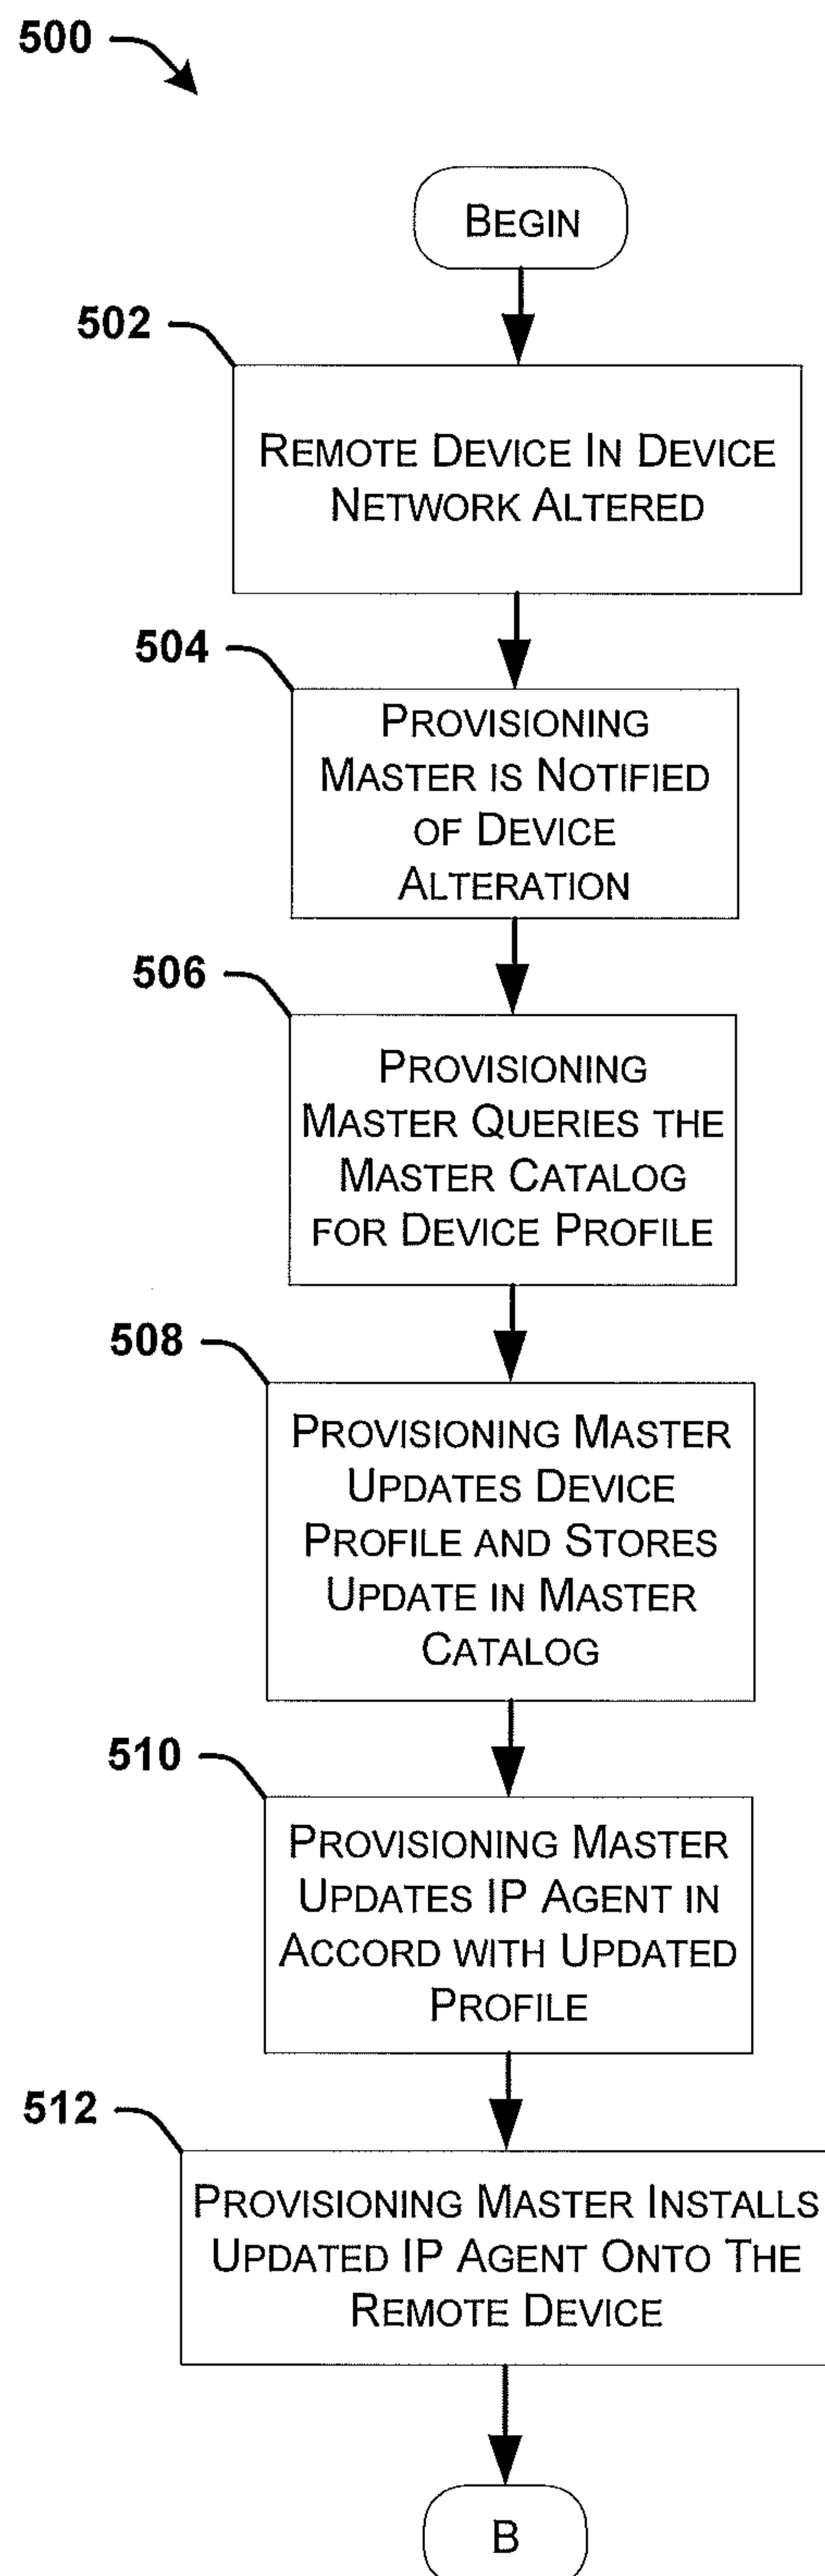 500
BEGIN
502
REMOTE DEVICE IN DEVICE
NETWORK ALTERED
504
PROVISIONING
MASTER IS NOTIFIED
OF DEVICE
ALTERATION
506
PROVISIONING
MASTER QUERIES THE
MASTER CATALOG
FOR DEVICE PROFILE
508
PROVISIONING MASTER
UPDATES DEVICE
PROFILE AND STORES
UPDATE IN MASTER
CATALOG
510
PROVISIONING MASTER
UPDATES IP AGENT IN
ACCORD WITH UPDATED
PROFILE
512
PROVISIONING MASTER INSTALLS
UPDATED IP AGENT ONTO THE
REMOTE DEVICE
B